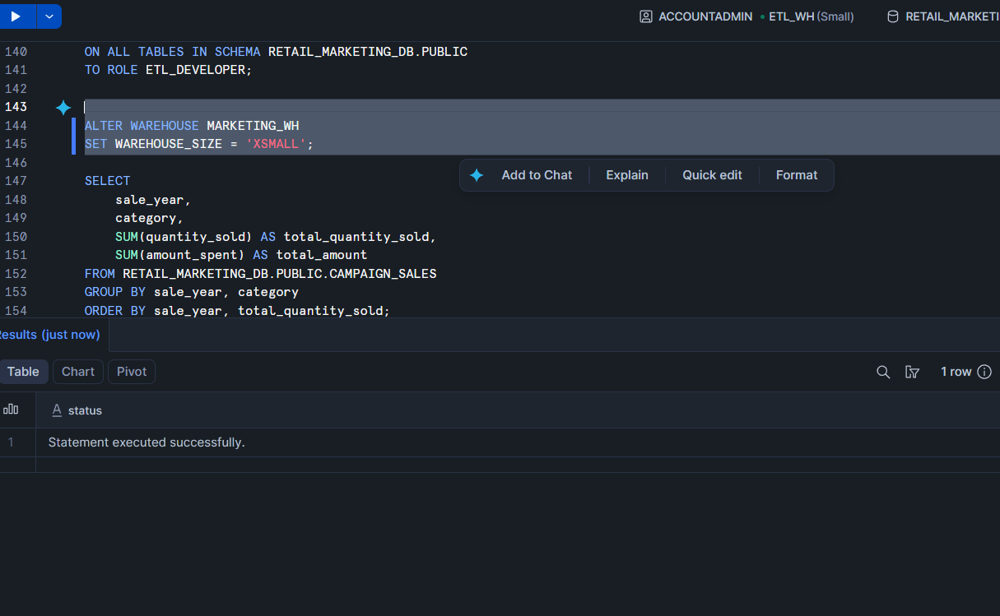 ACCOUNTADMIN ETL_WH (Small) RETAIL_MARKETI
140 ON ALL TABLES IN SCHEMA RETAIL_MARKETING_DB.PUBLIC
141 TO ROLE ETL_DEVELOPER;
142
143
144 ALTER WAREHOUSE MARKETING_WH
145 SET WAREHOUSE_SIZE = 'XSMALL';
146
Add to Chat Explain Quick edit Format
147 SELECT
148 sale_year,
149 category,
150 SUM(quantity_sold) AS total_quantity_sold,
151 SUM(amount_spent) AS total_amount
152 FROM RETAIL_MARKETING_DB.PUBLIC.CAMPAIGN_SALES
153 GROUP BY sale_year, category
154 ORDER BY sale_year, total_quantity_sold;
Results (just now)
Table Chart Pivot 1 row
A status
1 Statement executed successfully.